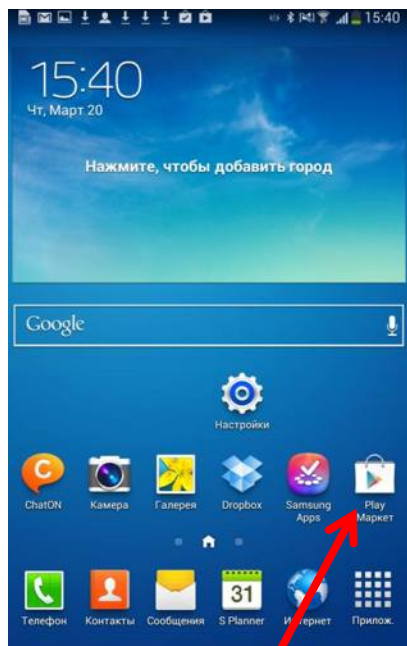 15:40
15:40
Чт, Март 20
Нажмите, чтобы добавить город
Google
Настройки
ChatON
Камера
Галерея
Dropbox
Samsung Apps
Play Маркет
31
Телефон
Контакты
Сообщения
S Planner
Интернет
Прилож.